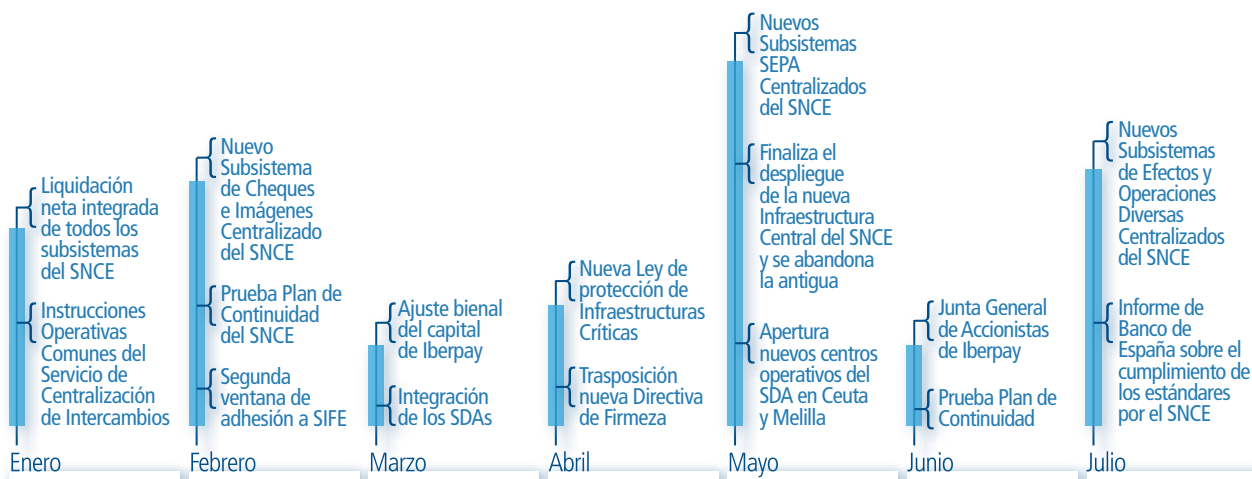 Liquidación
neta integrada
de todos los
subsistemas
del SNCE
Instrucciones
Operativas
Comunes del
Servicio de
Centralización
de Intercambios
Enero
Nuevo
Subsistema
de Cheques
e Imágenes
Centralizado
del SNCE
Prueba Plan de
Continuidad
del SNCE
Segunda
ventana de
adhesión a SIFE
Febrero
Ajuste bienal
del capital
de Iberpay
Integración
de los SDAs
Marzo
Nueva Ley de
protección de
Infraestructuras
Críticas
Trasposición
nueva Directiva
de Firmeza
Abril
Nuevos
Subsistemas
SEPA
Centralizados
del SNCE
Finaliza el
despliegue
de la nueva
Infraestructura
Central del SNCE
y se abandona
la antigua
Apertura
nuevos centros
operativos del
SDA en Ceuta
y Melilla
Mayo
Junta General
de Accionistas
de Iberpay
Prueba Plan de
Continuidad
Junio
Nuevos
Subsistemas
de Efectos y
Operaciones
Diversas
Centralizados
del SNCE
Informe de
Banco de
España sobre el
cumplimiento de
los estándares
por el SNCE
Julio